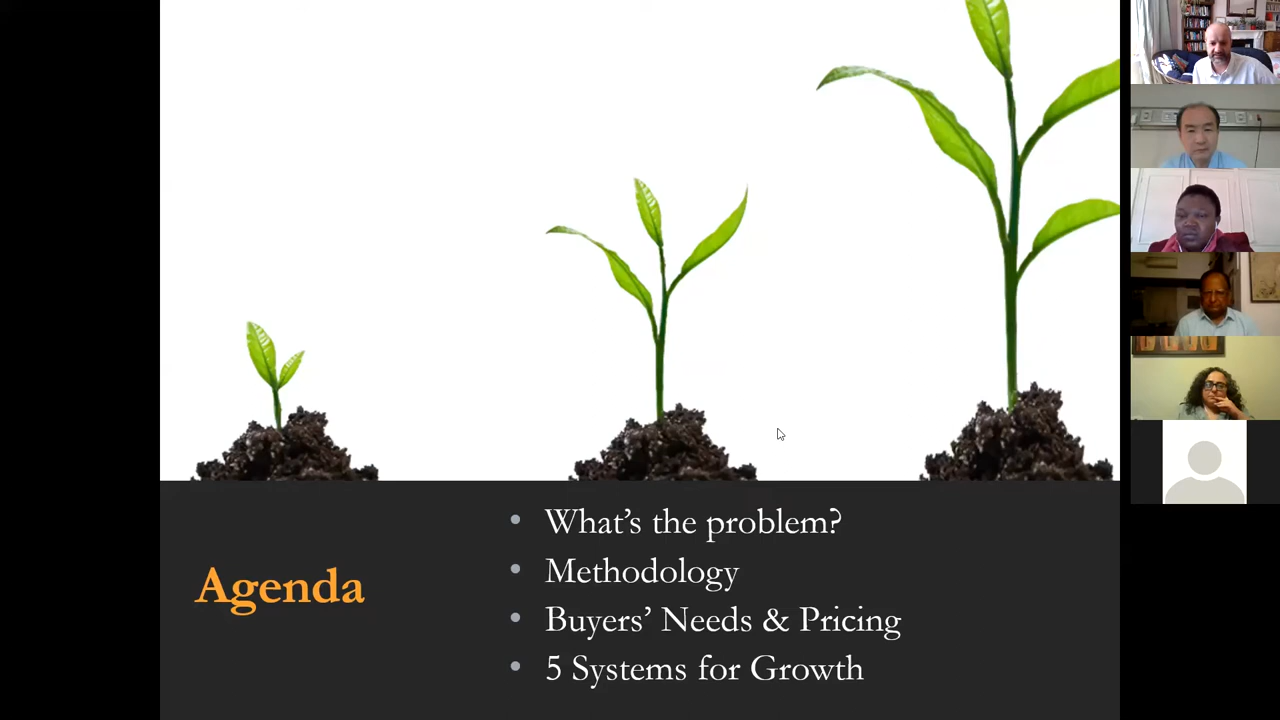 Agenda
What's the problem?
Methodology
Buyers' Needs & Pricing
5 Systems for Growth